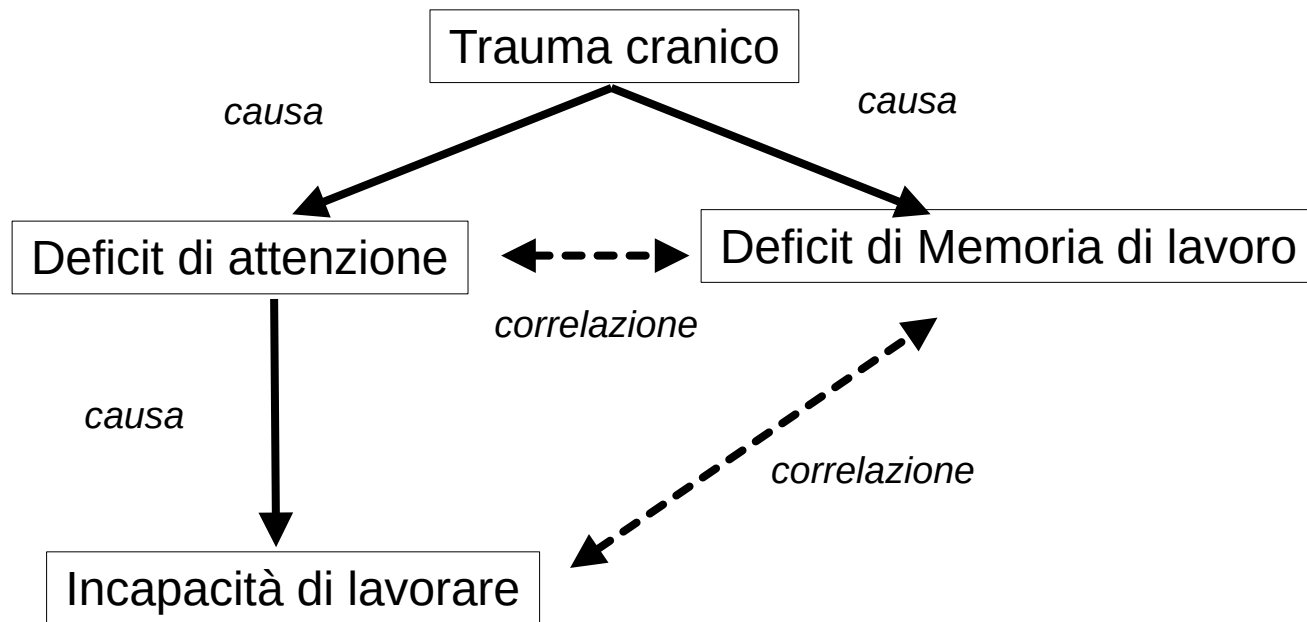 Trauma cranico
causa
causa
Deficit di attenzione
Deficit di Memoria di lavoro
correlazione
causa
correlazione
Incapacità di lavorare